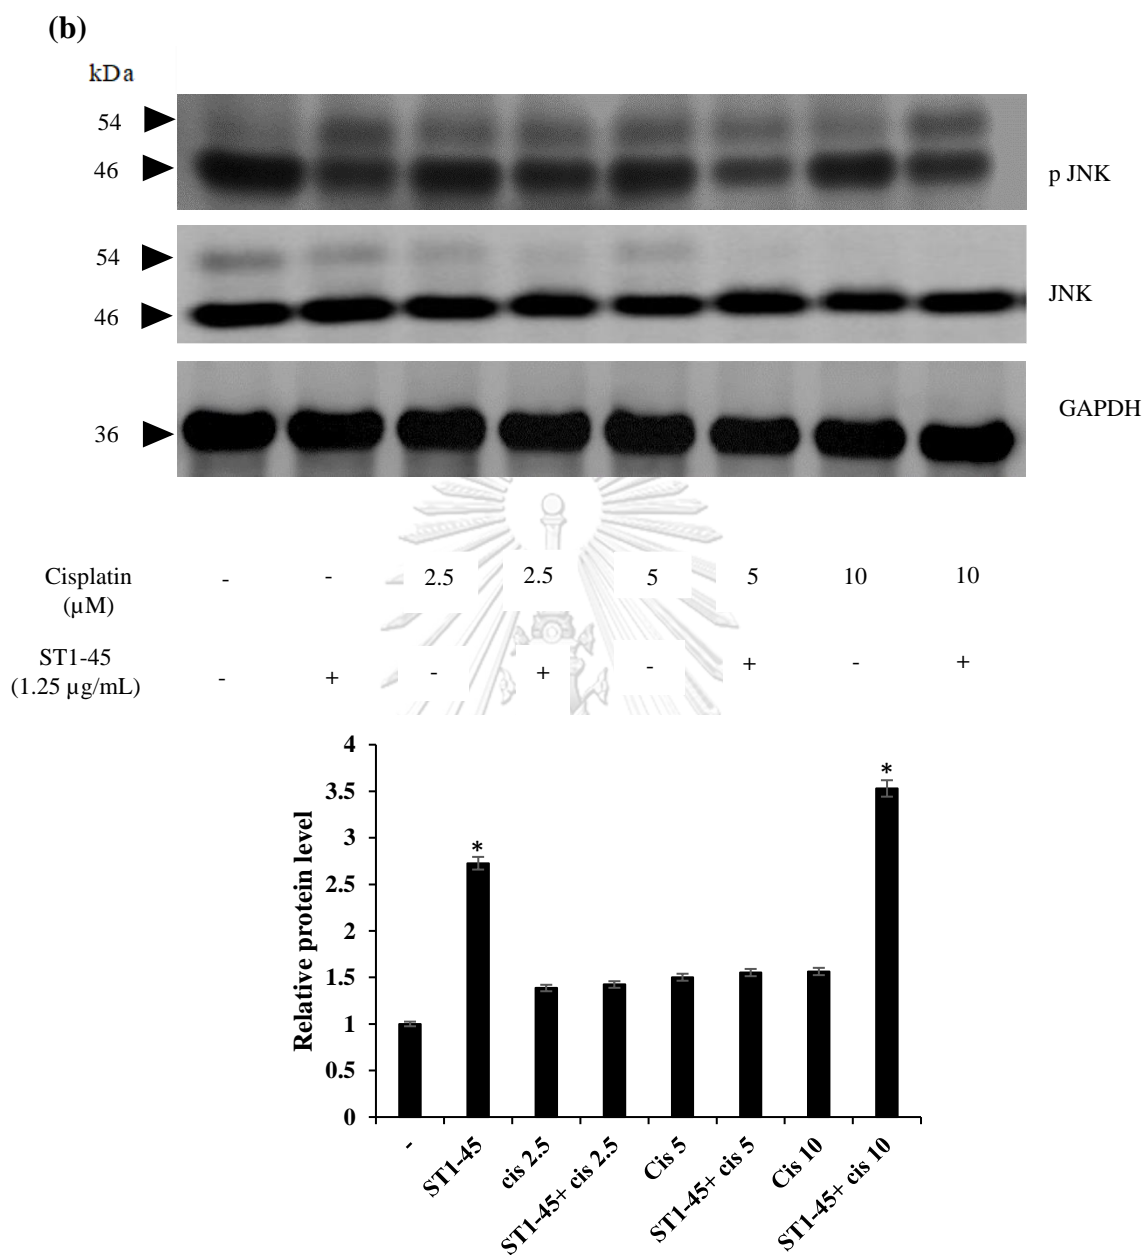 (b)
kDa
54
46
p JNK
54
46
JNK
36
GAPDH
Cisplatin - - 2.5 2.5 5 5 10 10
(µM)
ST1-45
(1.25 µg/mL) - + - + - + - +
4
3.5
3
2.5
2
1.5
1
0.5
0
Relative protein level
* *
-
ST1-45
cis 2.5
ST1-45+ cis 2.5
Cis 5
ST1-45+ cis 5
Cis 10
ST1-45+ cis 10